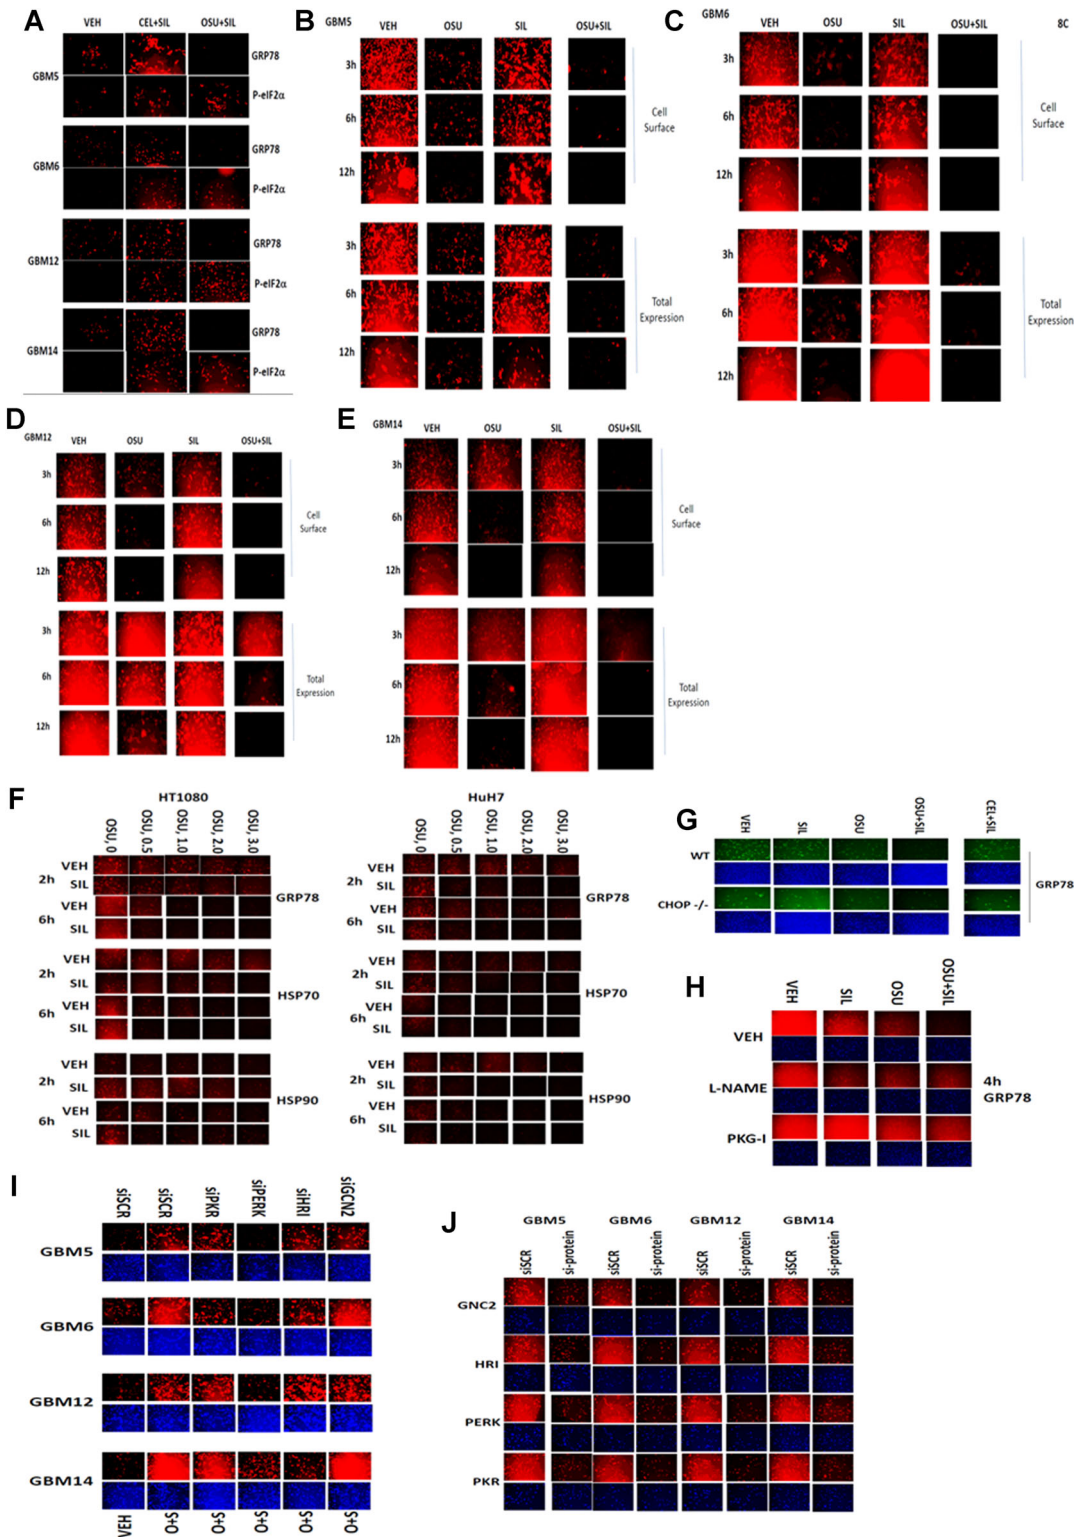 A
VEH CEL+SIL OSU+SIL
GBM5
GRP78
P-eIF2α
GBM6
GRP78
P-eIF2α
GBM12
GRP78
P-eIF2α
GBM14
GRP78
P-eIF2α
B
GBM5
VEH OSU SIL OSU+SIL
3h
6h
12h
Cell
Surface
3h
6h
12h
Total
Expression
C
GBM6
8C
VEH OSU SIL OSU+SIL
3h
6h
12h
Cell
Surface
3h
6h
12h
Total
Expression
D
GBM12
VEH OSU SIL OSU+SIL
3h
6h
12h
Cell
Surface
3h
6h
12h
Total
Expression
E
GBM14
VEH OSU SIL OSU+SIL
3h
6h
12h
Cell
Surface
3h
6h
12h
Total
Expression
F
HT1080
OSU, 0 OSU, 0.5 OSU, 1.0 OSU, 2.0 OSU, 3.0
2h VEH
SIL
6h VEH
SIL
GRP78
2h VEH
SIL
6h VEH
SIL
HSP70
2h VEH
SIL
6h VEH
SIL
HSP90
HuH7
OSU, 0 OSU, 0.5 OSU, 1.0 OSU, 2.0 OSU, 3.0
2h VEH
SIL
6h VEH
SIL
GRP78
2h VEH
SIL
6h VEH
SIL
HSP70
2h VEH
SIL
6h VEH
SIL
HSP90
G
VEH SIL OSU OSU+SIL CEL+SIL
WT
CHOP -/-
GRP78
H
VEH SIL OSU OSU+SIL
VEH
L-NAME
PKG-I
4h
GRP78
I
siSCR siSCR siPKR siPERK siHRI siGCN2
GBM5
GBM6
GBM12
GBM14
VEH S+O S+O S+O S+O S+O
J
GBM5 GBM6 GBM12 GBM14
siSCR si-protein siSCR si-protein siSCR si-protein siSCR si-protein
GNC2
HRI
PERK
PKR